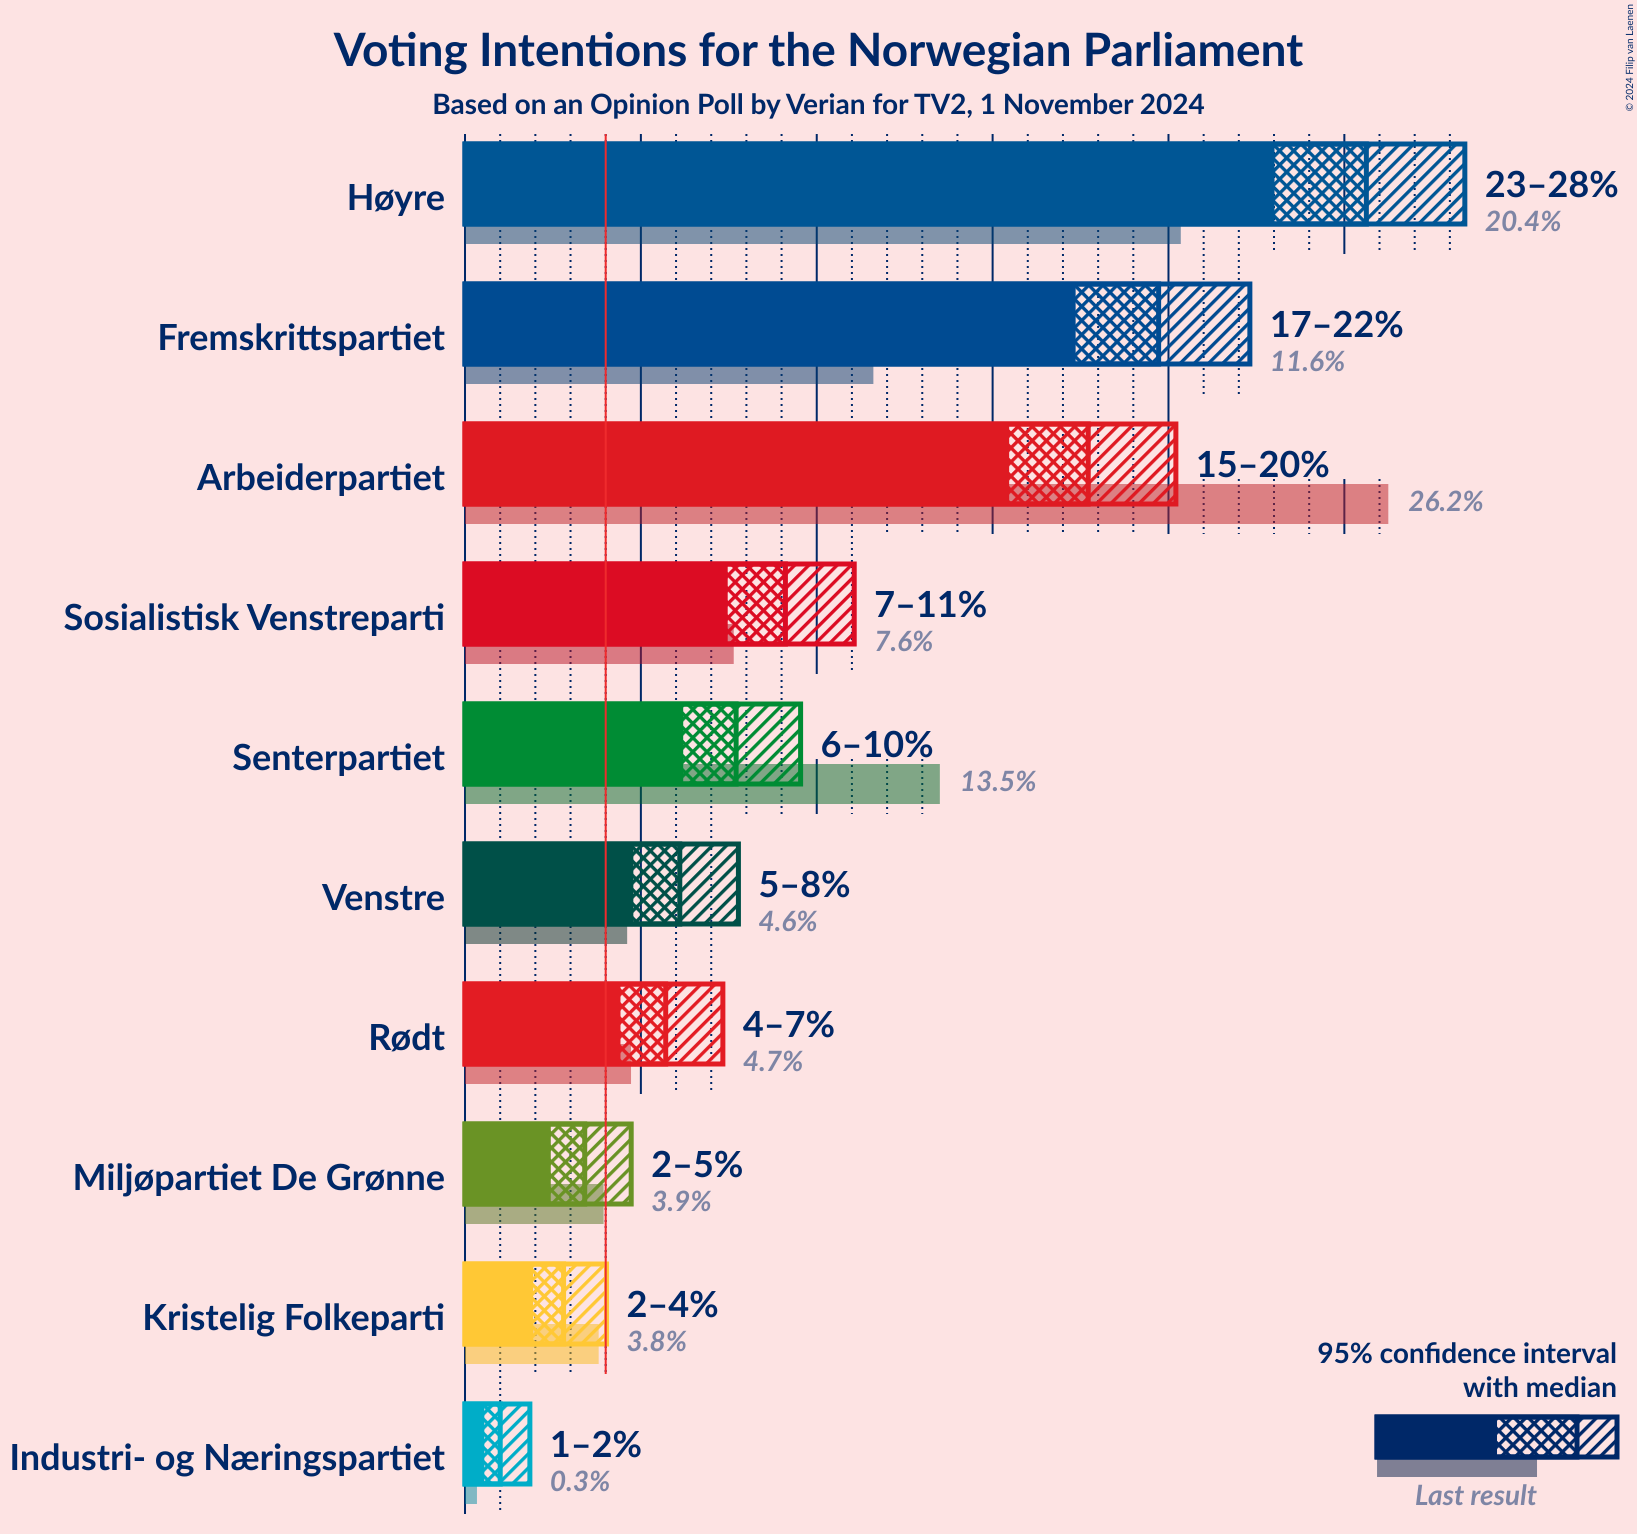 Voting Intentions for the Norwegian Parliament
Based on an Opinion Poll by Verian for TV2, 1 November 2024
© 2024 Filip van Laenen
Høyre
23–28%
20.4%
Fremskrittspartiet
17–22%
11.6%
Arbeiderpartiet
15–20%
26.2%
Sosialistisk Venstreparti
7–11%
7.6%
Senterpartiet
6–10%
13.5%
Venstre
5–8%
4.6%
Rødt
4–7%
4.7%
Miljøpartiet De Grønne
2–5%
3.9%
Kristelig Folkeparti
2–4%
3.8%
Industri- og Næringspartiet
1–2%
0.3%
95% confidence interval
with median
Last result